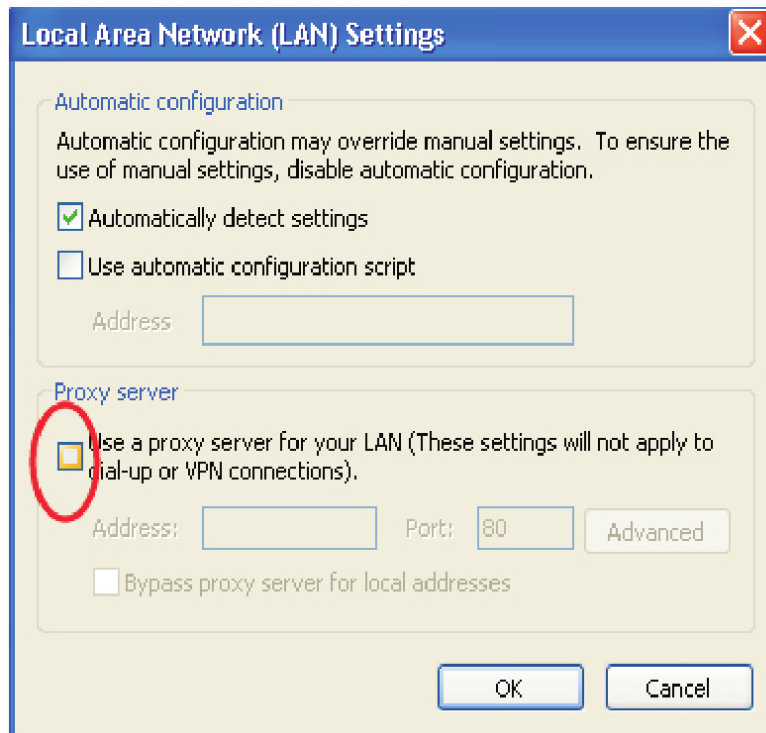 Local Area Network (LAN) Settings
Automatic configuration
Automatic configuration may override manual settings. To ensure the
use of manual settings, disable automatic configuration.
Automatically detect settings
Use automatic configuration script
Address
Proxy server
Use a proxy server for your LAN (These settings will not apply to
dial-up or VPN connections).
Address: Port: 80 Advanced
Bypass proxy server for local addresses
OK Cancel